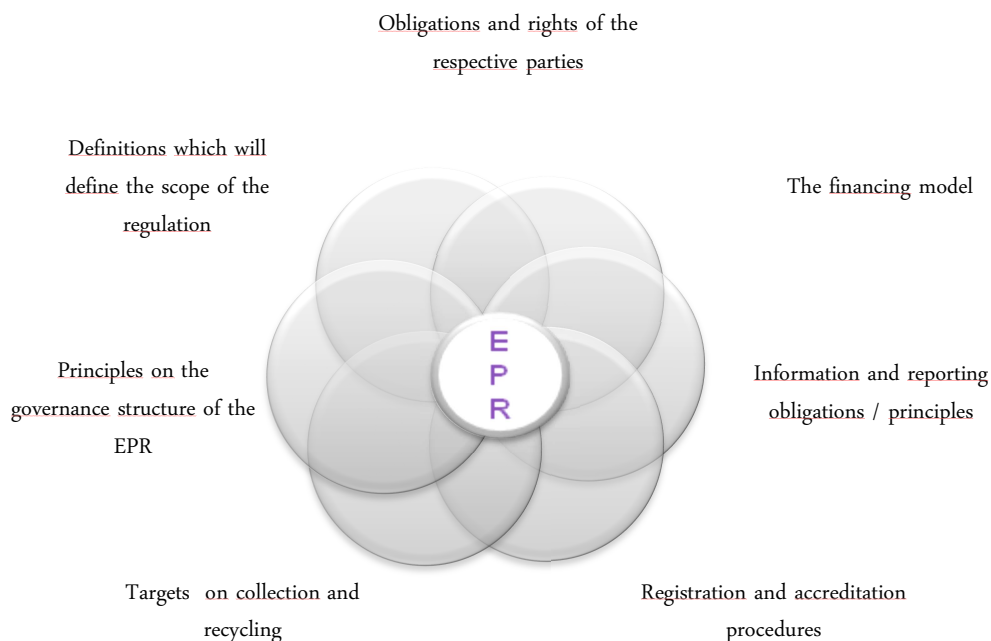 Obligations and rights of the
respective parties
Definitions which will
define the scope of the
regulation
The financing model
E
P
R
Principles on the
governance structure of the
EPR
Information and reporting
obligations / principles
Targets on collection and
recycling
Registration and accreditation
procedures